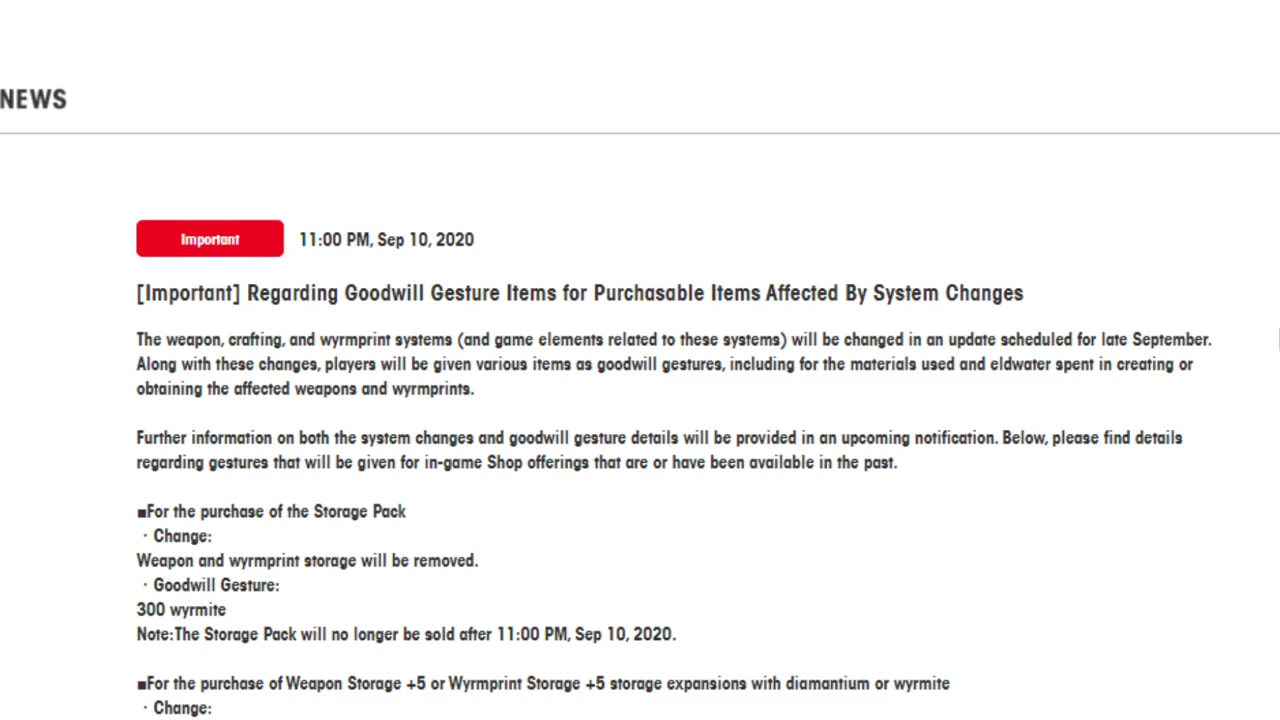 NEWS
Important
11:00 PM, Sep 10, 2020
[Important] Regarding Goodwill Gesture Items for Purchasable Items Affected By System Changes
The weapon, crafting, and wyrmprint systems (and game elements related to these systems) will be changed in an update scheduled for late September.
Along with these changes, players will be given various items as goodwill gestures, including for the materials used and eldwater spent in creating or
obtaining the affected weapons and wyrmprints.
Further information on both the system changes and goodwill gesture details will be provided in an upcoming notification. Below, please find details
regarding gestures that will be given for in-game Shop offerings that are or have been available in the past.
■For the purchase of the Storage Pack
・Change:
Weapon and wyrmprint storage will be removed.
・Goodwill Gesture:
300 wyrmite
Note:The Storage Pack will no longer be sold after 11:00 PM, Sep 10, 2020.
■For the purchase of Weapon Storage +5 or Wyrmprint Storage +5 storage expansions with diamantium or wyrmite
・Change: